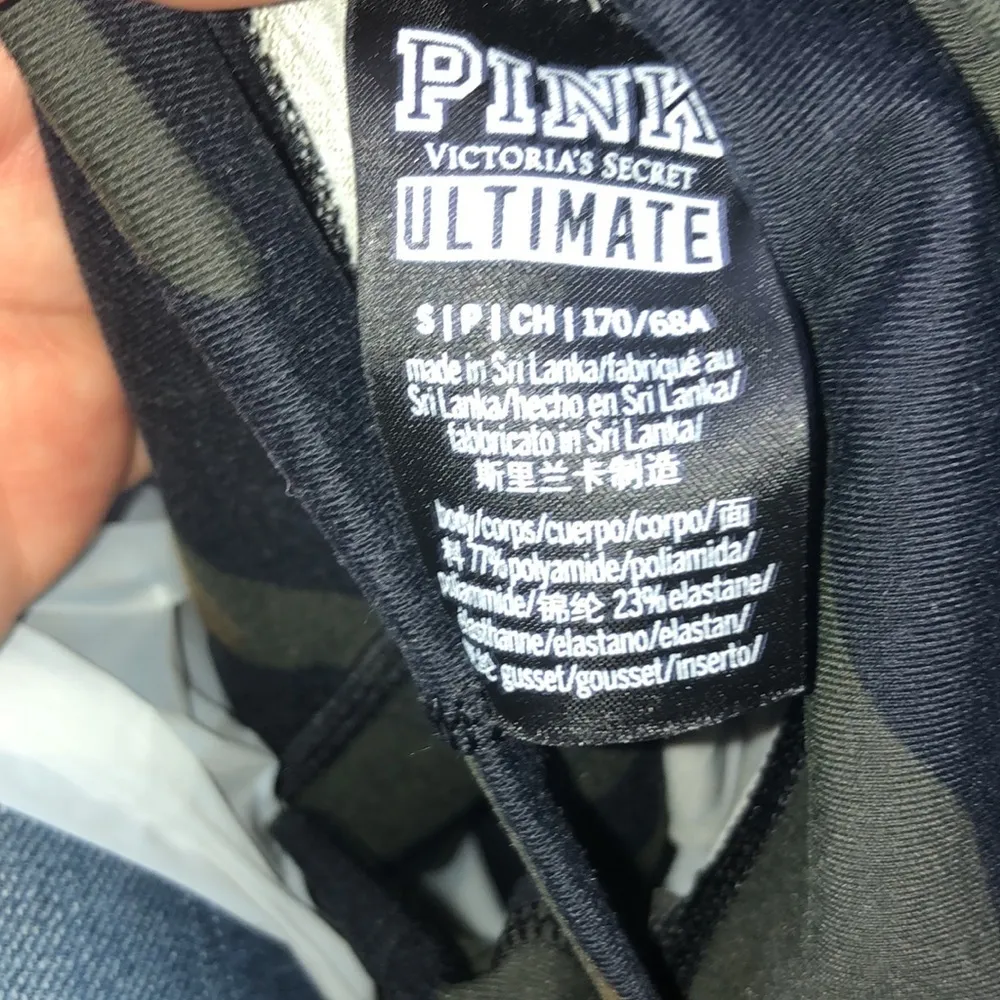 PINK
VICTORIA'S SECRET
ULTIMATE
S | P | CH | 170/68A
made in Sri Lanka/fabriqué au
Sri Lanka/hecho en Sri Lanka/
fabbricato in Sri Lanka/
斯里兰卡制造
body/corps/cuerpo/corpo/面
料 77% polyamide/poliamida/
poliammide/锦纶 23% elastane/
élasthanne/elastano/elastan/
纶 gusset/gousset/inserto/